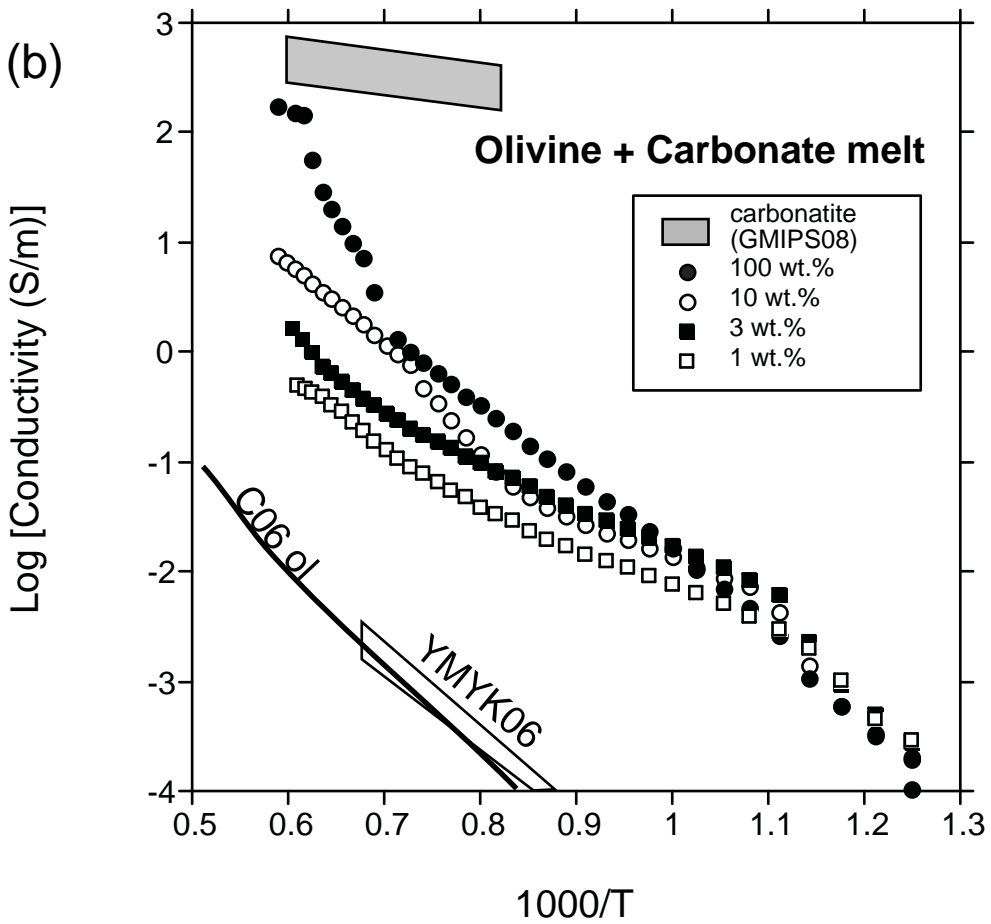 (b)
Log [Conductivity (S/m)]
3
2
1
0
-1
-2
-3
-4
Olivine + Carbonate melt
carbonatite
(GMIPS08)
100 wt.%
10 wt.%
3 wt.%
1 wt.%
C06 ol
YMYK06
0.5 0.6 0.7 0.8 0.9 1 1.1 1.2 1.3
1000/T